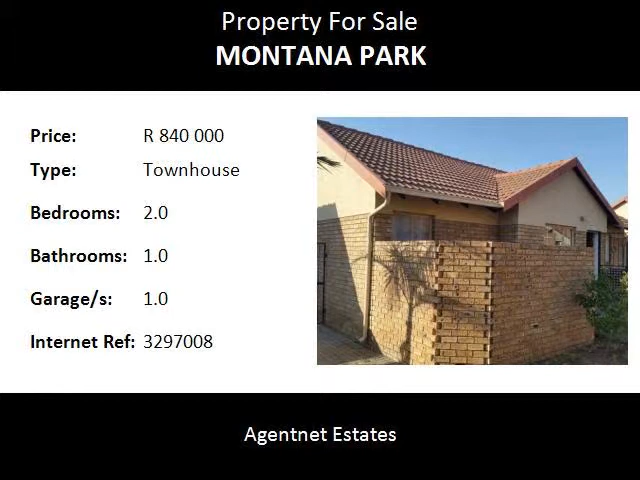 Property For Sale
MONTANA PARK
Price: R 840 000
Type: Townhouse
Bedrooms: 2.0
Bathrooms: 1.0
Garage/s: 1.0
Internet Ref: 3297008
Agentnet Estates